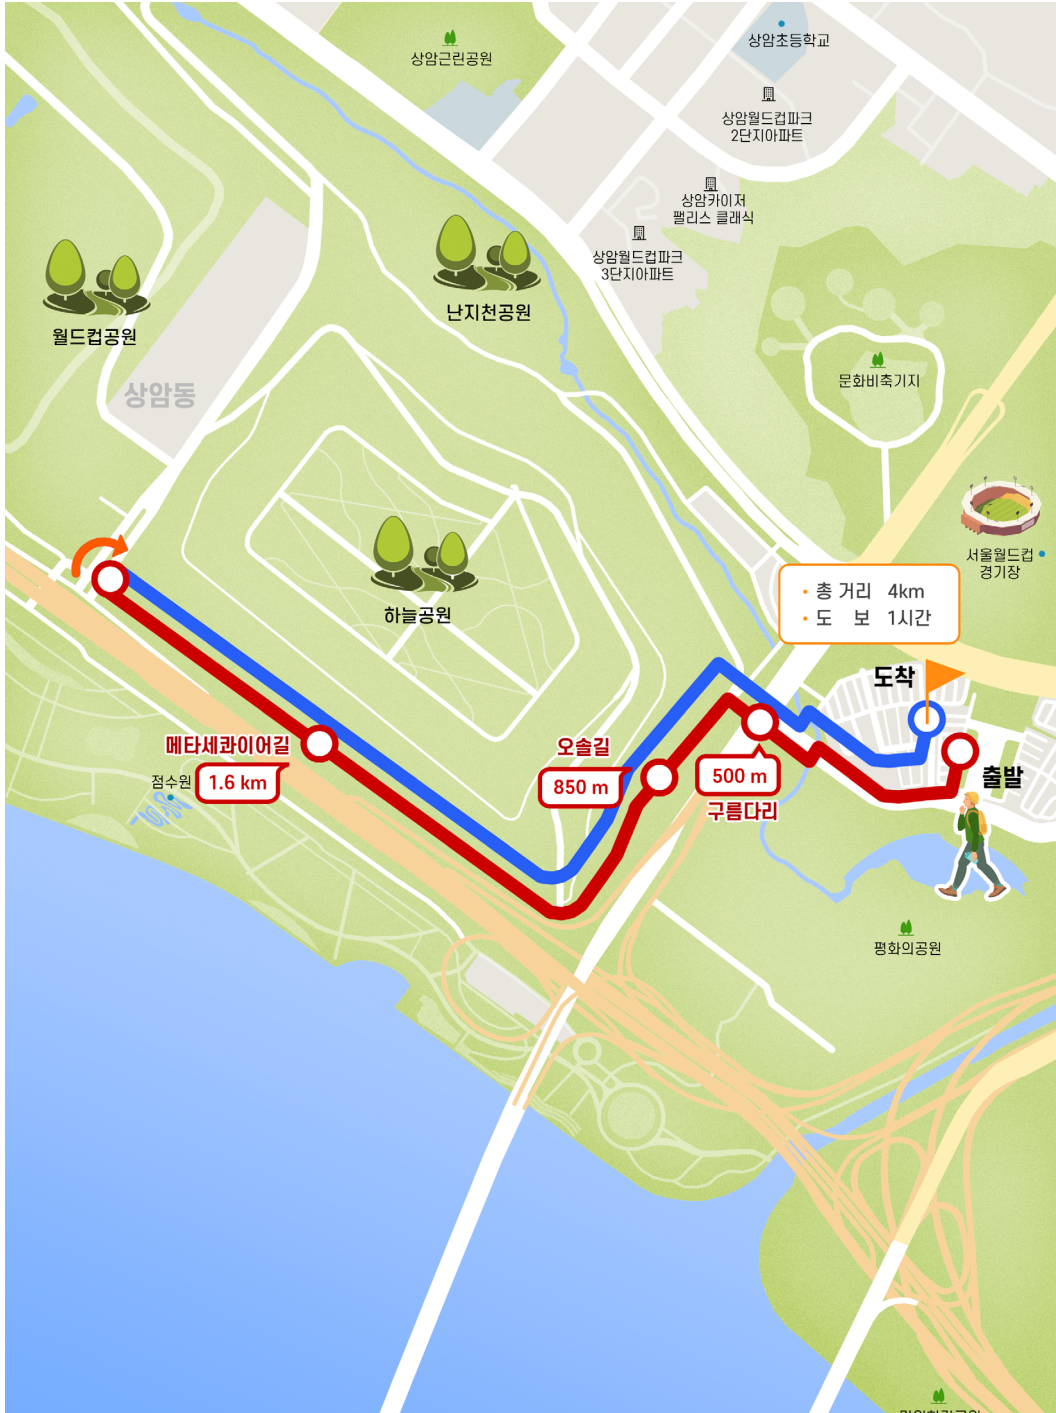 상암근린공원
상암초등학교
상암월드컵파크
2단지아파트
상암카이저
팰리스 클래식
상암월드컵파크
3단지아파트
난지천공원
월드컵공원
상암동
문화비축기지
서울월드컵
경기장
하늘공원
• 총 거리 4km
• 도 보 1시간
도착
출발
메타세콰이어길
1.6 km
점수원
오솔길
850 m
500 m
구름다리
평화의공원